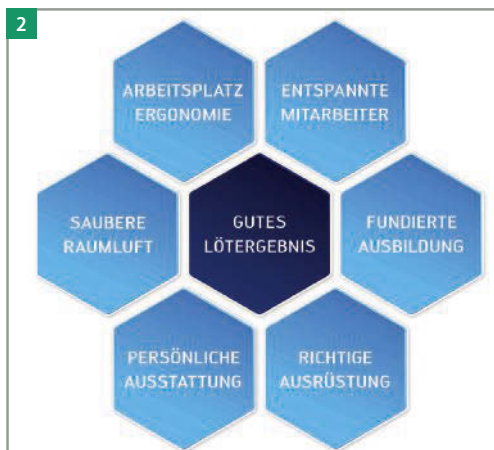 2
ARBEITSPLATZ
ERGONOMIE
ENTSPANNTE
MITARBEITER
SAUBERE
RAUMLUFT
GUTES
LÖTERGEBNIS
FUNDIERTE
AUSBILDUNG
PERSÖNLICHE
AUSSTATTUNG
RICHTIGE
AUSRÜSTUNG